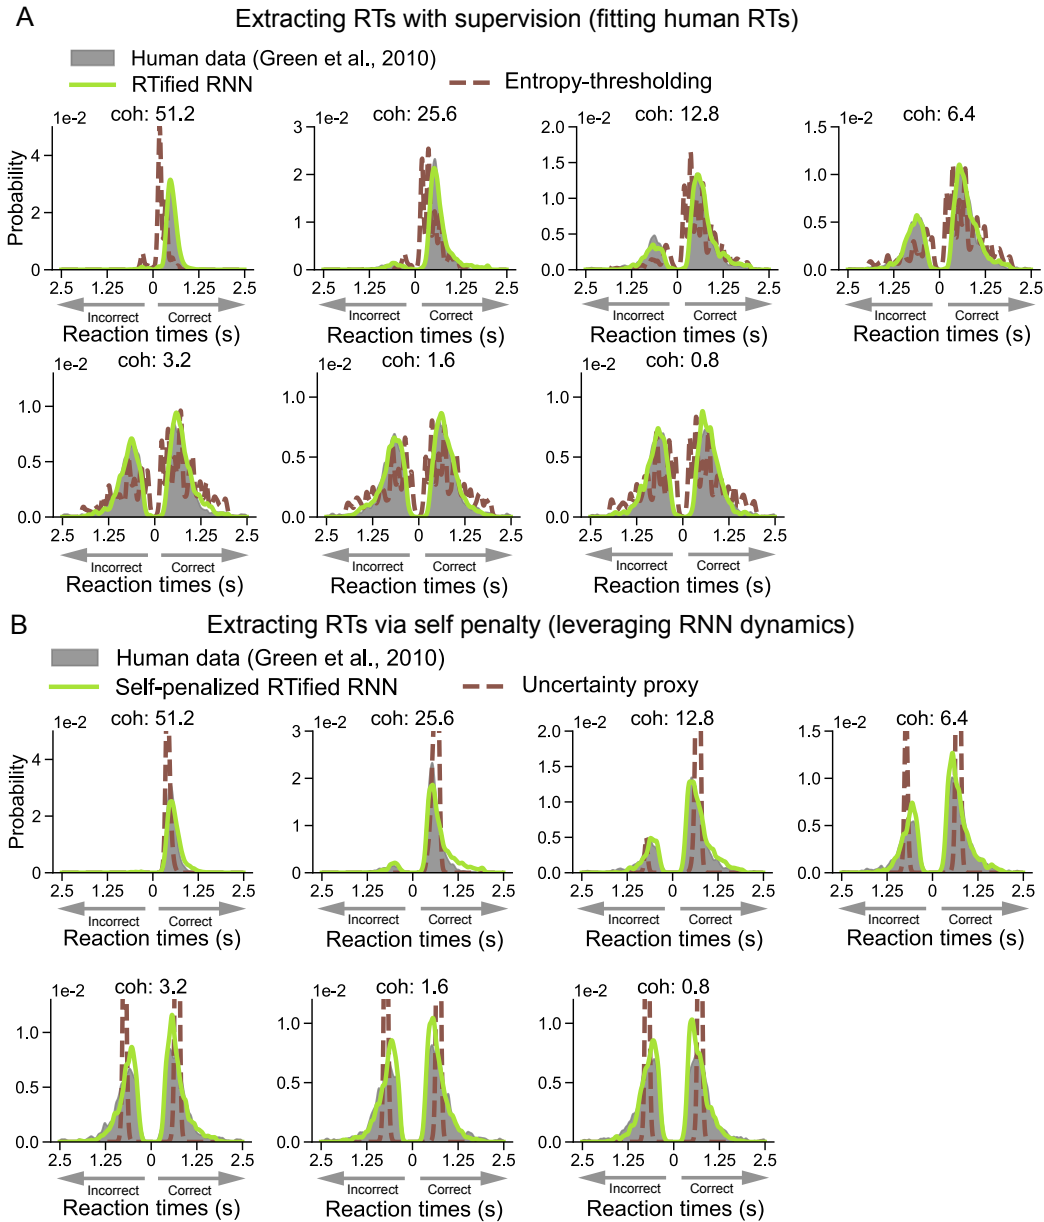 A Extracting RTs with supervision (fitting human RTs)
Human data (Green et al., 2010)
RTified RNN Entropy-thresholding
1e-2 coh: 51.2 1e-2 coh: 25.6 1e-2 coh: 12.8 1e-2 coh: 6.4
Probability
4
2
0
3
2
1
0
2.0
1.5
1.0
0.5
0.0
1.5
1.0
0.5
0.0
2.5 1.25 0 1.25 2.5 2.5 1.25 0 1.25 2.5 2.5 1.25 0 1.25 2.5 2.5 1.25 0 1.25 2.5
Incorrect Correct Incorrect Correct Incorrect Correct Incorrect Correct
Reaction times (s) Reaction times (s) Reaction times (s) Reaction times (s)
1e-2 coh: 3.2 1e-2 coh: 1.6 1e-2 coh: 0.8
1.0
0.5
0.0
1.0
0.5
0.0
1.0
0.5
0.0
2.5 1.25 0 1.25 2.5 2.5 1.25 0 1.25 2.5 2.5 1.25 0 1.25 2.5
Incorrect Correct Incorrect Correct Incorrect Correct
Reaction times (s) Reaction times (s) Reaction times (s)
B Extracting RTs via self penalty (leveraging RNN dynamics)
Human data (Green et al., 2010)
Self-penalized RTified RNN Uncertainty proxy
1e-2 coh: 51.2 1e-2 coh: 25.6 1e-2 coh: 12.8 1e-2 coh: 6.4
Probability
4
2
0
3
2
1
0
2.0
1.5
1.0
0.5
0.0
1.5
1.0
0.5
0.0
2.5 1.25 0 1.25 2.5 2.5 1.25 0 1.25 2.5 2.5 1.25 0 1.25 2.5 2.5 1.25 0 1.25 2.5
Incorrect Correct Incorrect Correct Incorrect Correct Incorrect Correct
Reaction times (s) Reaction times (s) Reaction times (s) Reaction times (s)
1e-2 coh: 3.2 1e-2 coh: 1.6 1e-2 coh: 0.8
1.0
0.5
0.0
1.0
0.5
0.0
1.0
0.5
0.0
2.5 1.25 0 1.25 2.5 2.5 1.25 0 1.25 2.5 2.5 1.25 0 1.25 2.5
Incorrect Correct Incorrect Correct Incorrect Correct
Reaction times (s) Reaction times (s) Reaction times (s)